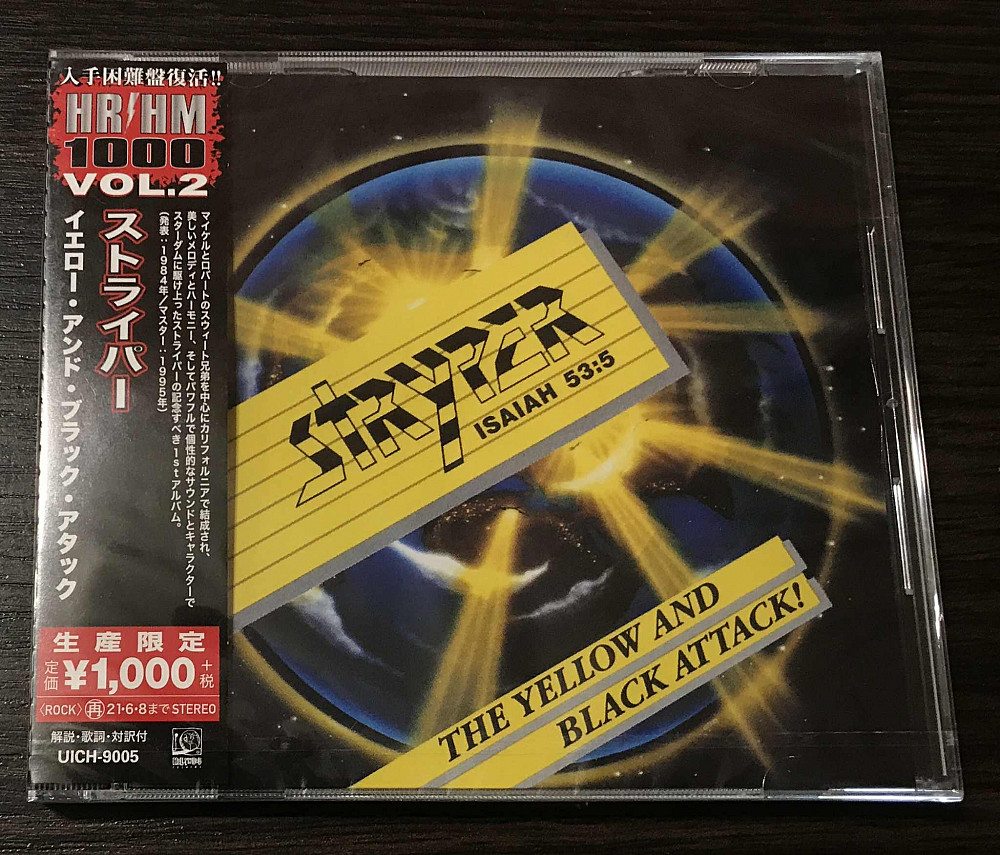 入手困難盤復活!!
HR/HM
1000
VOL.2
ストライパー
イエロー・アンド・ブラック・アタック
マイケルとロバートのスウィート兄弟を中心にカリフォルニアで結成され、
美しいメロディとハーモニー、そしてパワフルで個性的なサウンドとキャラクターで
スターダムに駆け上ったストライパーの記念すべき1stアルバム。
(発表:1984年/マスター:1995年)
生産限定
定価 ¥1,000 +税
〈ROCK〉 再 21・6・8まで STEREO
解説・歌詞・対訳付
UICH-9005
STRYPER
ISAIAH 53:5
THE YELLOW AND
BLACK ATTACK!